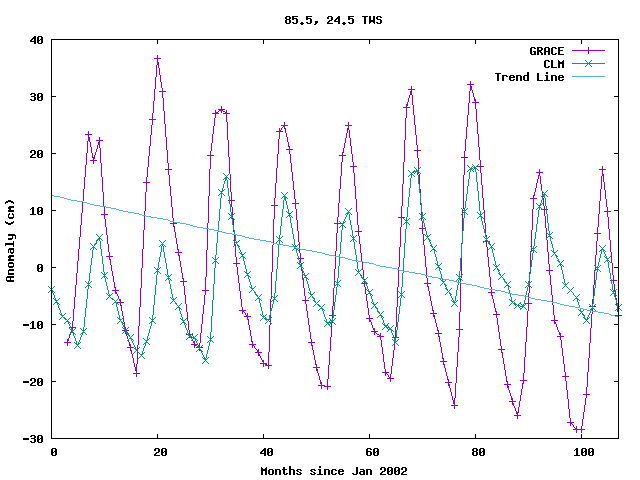 85.5, 24.5 TWS
GRACE
CLM
Trend Line
Anomaly (cm)
40
30
20
10
0
-10
-20
-30
0 20 40 60 80 100
Months since Jan 2002